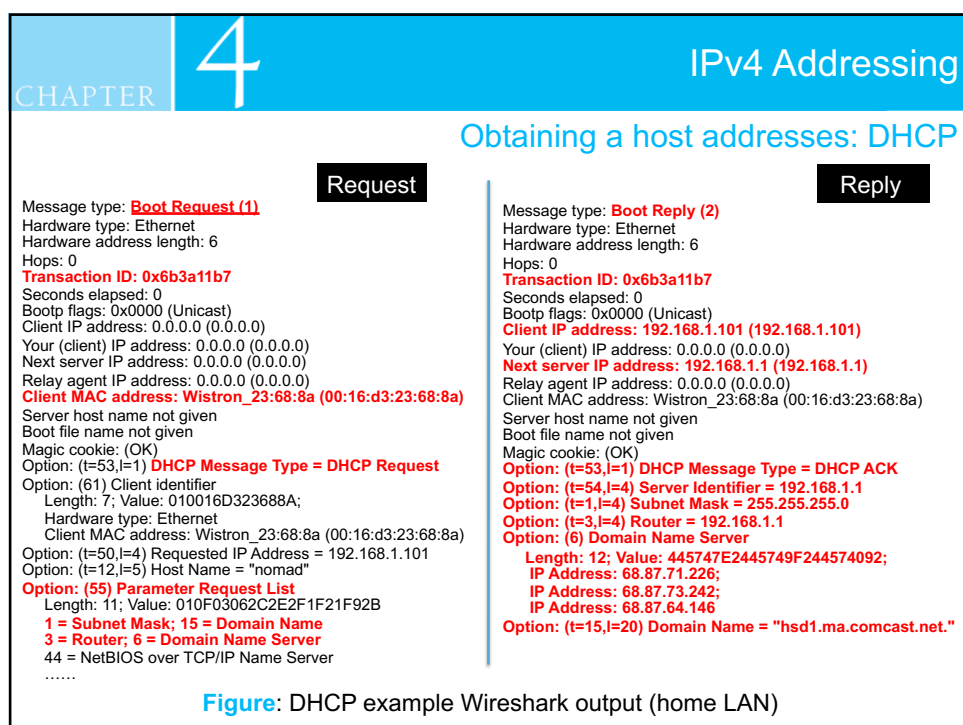 CHAPTER 4
IPv4 Addressing
Obtaining a host addresses: DHCP
Request
Message type: Boot Request (1)
Hardware type: Ethernet
Hardware address length: 6
Hops: 0
Transaction ID: 0x6b3a11b7
Seconds elapsed: 0
Bootp flags: 0x0000 (Unicast)
Client IP address: 0.0.0.0 (0.0.0.0)
Your (client) IP address: 0.0.0.0 (0.0.0.0)
Next server IP address: 0.0.0.0 (0.0.0.0)
Relay agent IP address: 0.0.0.0 (0.0.0.0)
Client MAC address: Wistron_23:68:8a (00:16:d3:23:68:8a)
Server host name not given
Boot file name not given
Magic cookie: (OK)
Option: (t=53,l=1) DHCP Message Type = DHCP Request
Option: (61) Client identifier
Length: 7; Value: 010016D323688A;
Hardware type: Ethernet
Client MAC address: Wistron_23:68:8a (00:16:d3:23:68:8a)
Option: (t=50,l=4) Requested IP Address = 192.168.1.101
Option: (t=12,l=5) Host Name = "nomad"
Option: (55) Parameter Request List
Length: 11; Value: 010F03062C2E2F1F21F92B
1 = Subnet Mask; 15 = Domain Name
3 = Router; 6 = Domain Name Server
44 = NetBIOS over TCP/IP Name Server
……
Reply
Message type: Boot Reply (2)
Hardware type: Ethernet
Hardware address length: 6
Hops: 0
Transaction ID: 0x6b3a11b7
Seconds elapsed: 0
Bootp flags: 0x0000 (Unicast)
Client IP address: 192.168.1.101 (192.168.1.101)
Your (client) IP address: 0.0.0.0 (0.0.0.0)
Next server IP address: 192.168.1.1 (192.168.1.1)
Relay agent IP address: 0.0.0.0 (0.0.0.0)
Client MAC address: Wistron_23:68:8a (00:16:d3:23:68:8a)
Server host name not given
Boot file name not given
Magic cookie: (OK)
Option: (t=53,l=1) DHCP Message Type = DHCP ACK
Option: (t=54,l=4) Server Identifier = 192.168.1.1
Option: (t=1,l=4) Subnet Mask = 255.255.255.0
Option: (t=3,l=4) Router = 192.168.1.1
Option: (6) Domain Name Server
Length: 12; Value: 445747E2445749F244574092;
IP Address: 68.87.71.226;
IP Address: 68.87.73.242;
IP Address: 68.87.64.146
Option: (t=15,l=20) Domain Name = "hsd1.ma.comcast.net."
Figure: DHCP example Wireshark output (home LAN)